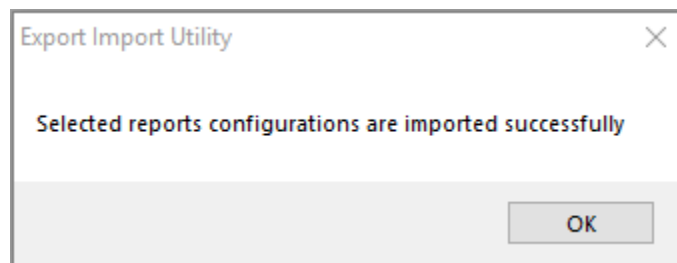 Export Import Utility
Selected reports configurations are imported successfully
OK